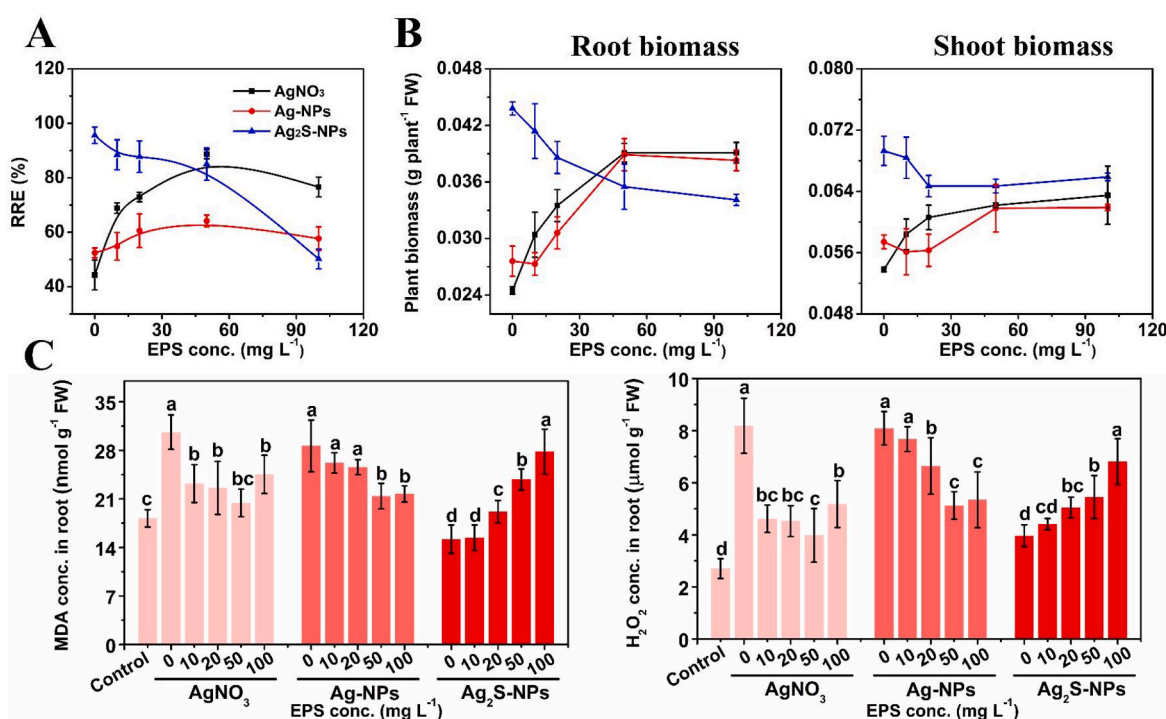 A
B
Root biomass
Shoot biomass
120
100
80
60
40
RRE (%)
AgNO₃
Ag-NPs
Ag₂S-NPs
0 30 60 90 120
EPS conc. (mg L⁻¹)
0.048
0.042
0.036
0.030
0.024
Plant biomass (g plant⁻¹ FW)
0 30 60 90 120
EPS conc. (mg L⁻¹)
0.080
0.072
0.064
0.056
0.048
0 30 60 90 120
EPS conc. (mg L⁻¹)
C
MDA conc. in root (nmol g⁻¹ FW)
35
28
21
14
7
0
c a b b bc b a a a b b d d c b a
Control 0 10 20 50 100 0 10 20 50 100 0 10 20 50 100
AgNO₃ Ag-NPs Ag₂S-NPs
EPS conc. (mg L⁻¹)
H₂O₂ conc. in root (μmol g⁻¹ FW)
10
8
6
4
2
0
d a bc bc c b a a b c c d cd bc b a
Control 0 10 20 50 100 0 10 20 50 100 0 10 20 50 100
AgNO₃ Ag-NPs Ag₂S-NPs
EPS conc. (mg L⁻¹)